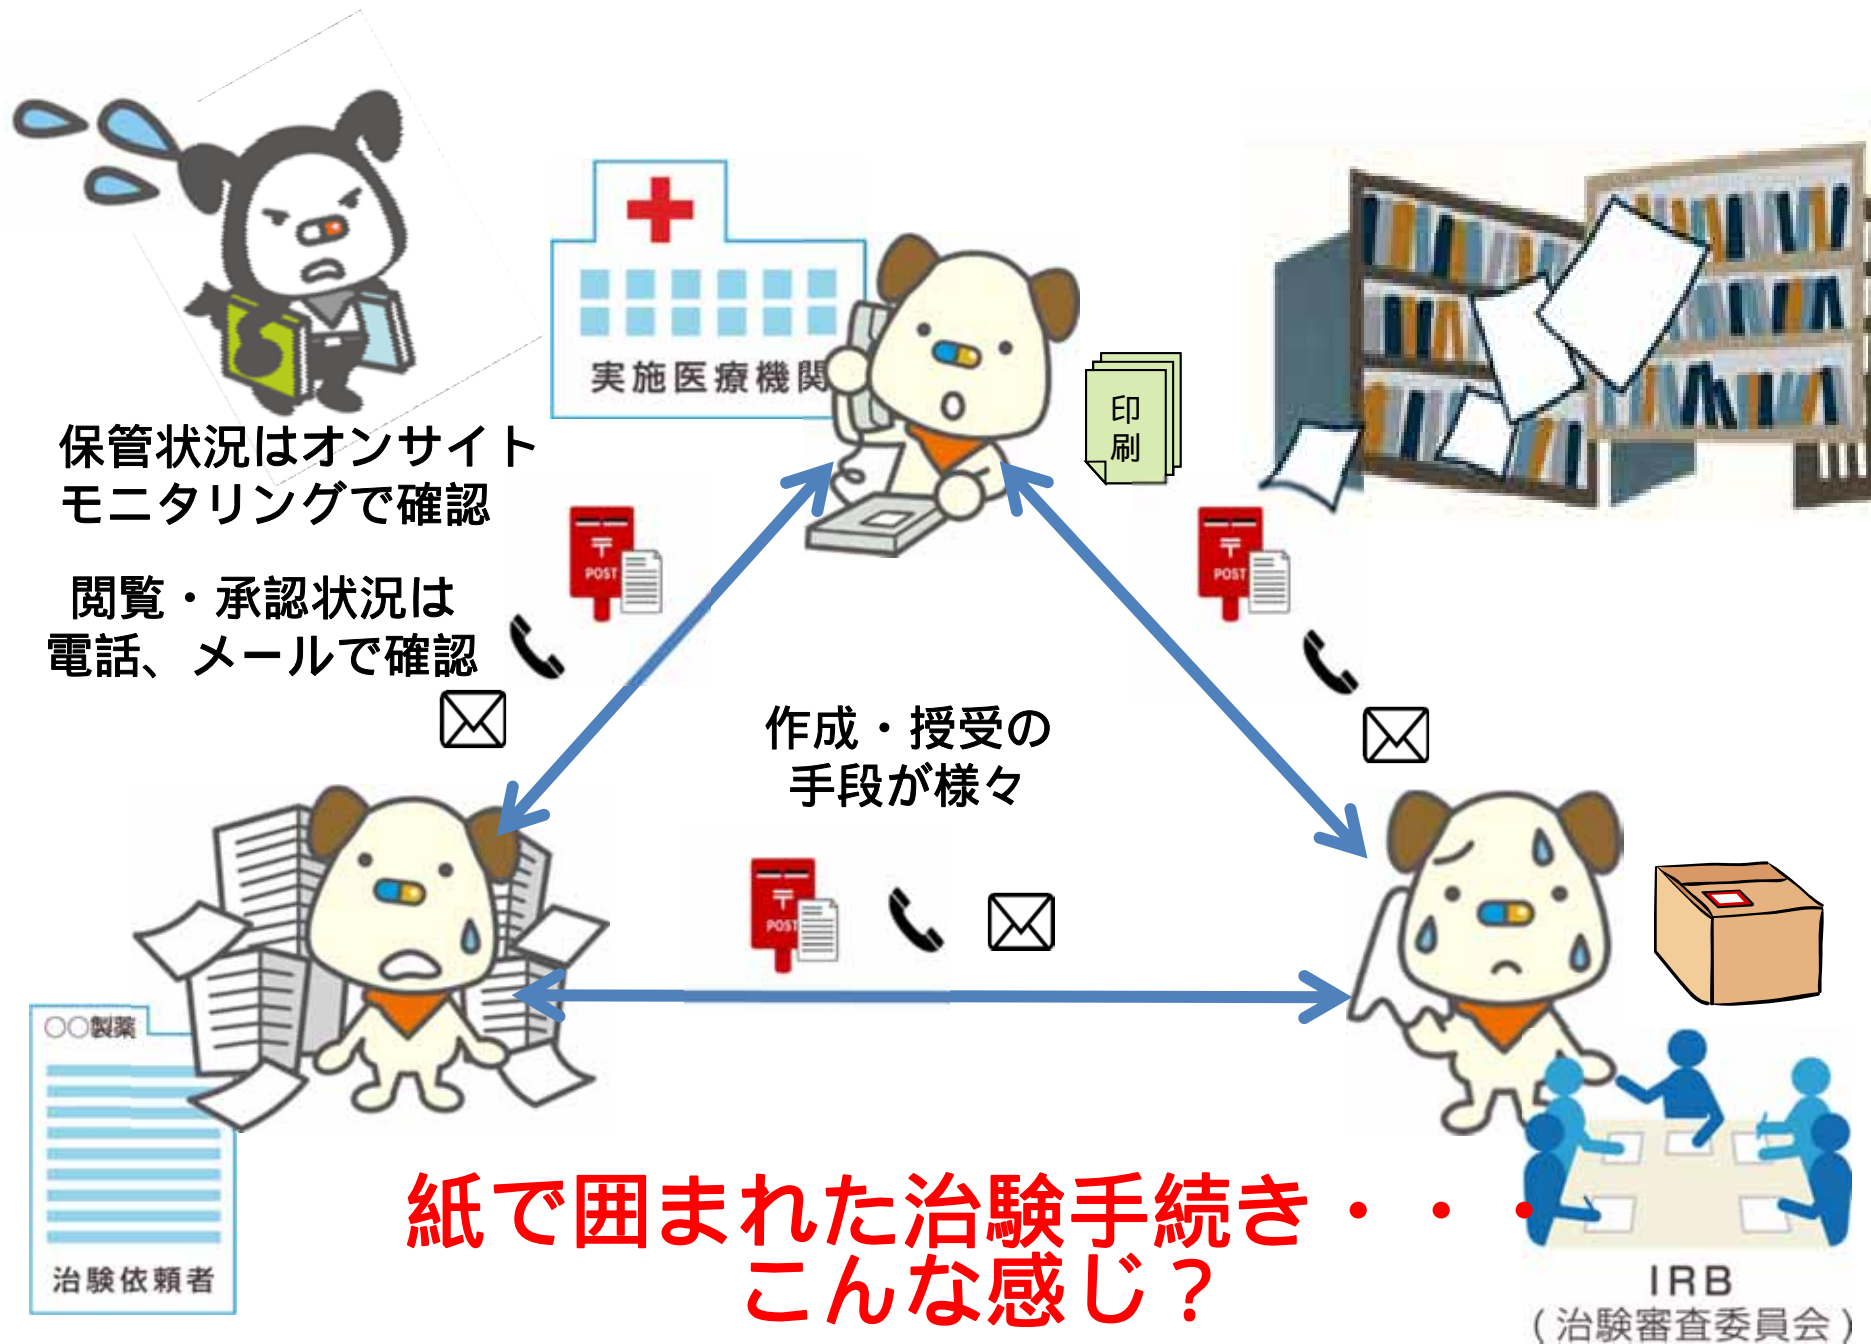 実施医療機関
印
刷
保管状況はオンサイト
モニタリングで確認
閲覧・承認状況は
電話、メールで確認
〒
POST
〒
POST
作成・授受の
手段が様々
〒
POST
〇〇製薬
治験依頼者
紙で囲まれた治験手続き・・・
こんな感じ？
IRB
(治験審査委員会)